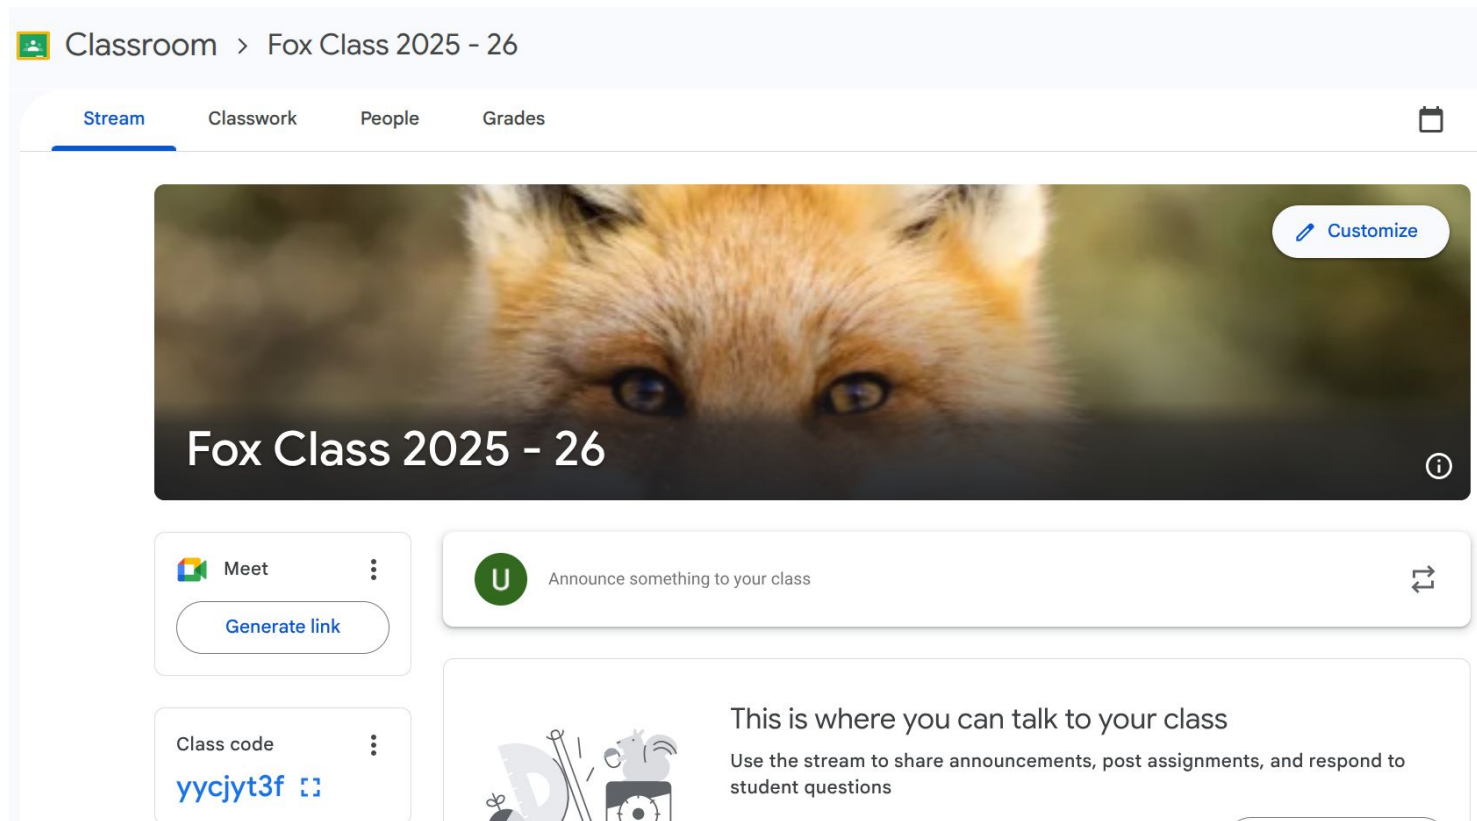 Classroom > Fox Class 2025 - 26
Stream Classwork People Grades
Customize
Fox Class 2025 - 26
Meet
Generate link
U Announce something to your class
Class code
yycjyt3f
This is where you can talk to your class
Use the stream to share announcements, post assignments, and respond to
student questions